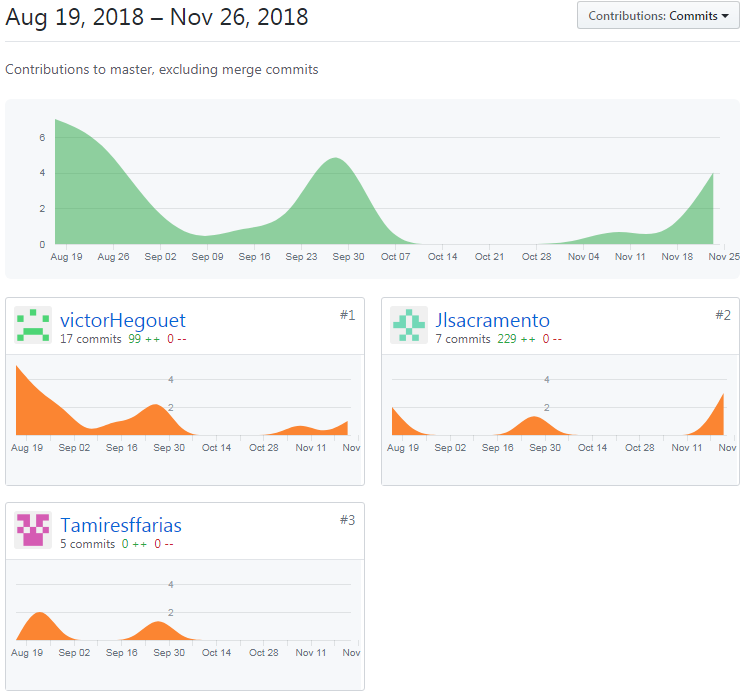 Aug 19, 2018 – Nov 26, 2018
Contributions: Commits
Contributions to master, excluding merge commits
6
4
2
0
Aug 19 Aug 26 Sep 02 Sep 09 Sep 16 Sep 23 Sep 30 Oct 07 Oct 14 Oct 21 Oct 28 Nov 04 Nov 11 Nov 18 Nov 25
victorHegouet #1
17 commits 99 ++ 0 --
4
2
Aug 19 Sep 02 Sep 16 Sep 30 Oct 14 Oct 28 Nov 11 Nov
Jlsacramento #2
7 commits 229 ++ 0 --
4
2
Aug 19 Sep 02 Sep 16 Sep 30 Oct 14 Oct 28 Nov 11 Nov
Tamiresffarias #3
5 commits 0 ++ 0 --
4
2
Aug 19 Sep 02 Sep 16 Sep 30 Oct 14 Oct 28 Nov 11 Nov